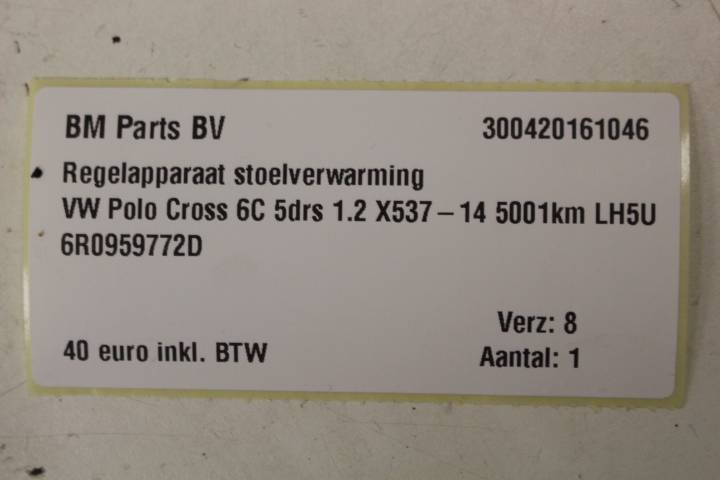 BM Parts BV 300420161046
Regelapparaat stoelverwarming
VW Polo Cross 6C 5drs 1.2 X537 – 14 5001km LH5U
6R0959772D
Verz: 8
40 euro inkl. BTW Aantal: 1